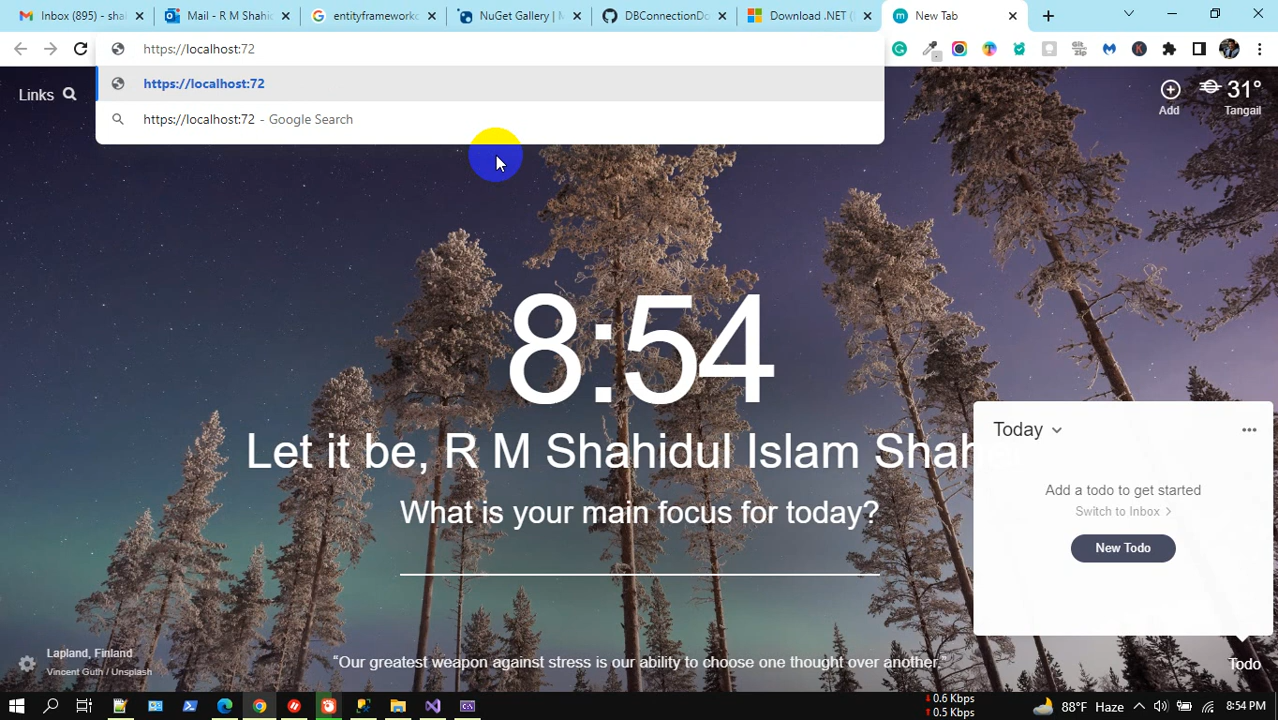 Inbox (895) - sha
Mail - R M Shahid
entityframework
NuGet Gallery | M
DBConnectionDo
Download .NET (
New Tab
https://localhost:72
https://localhost:72
https://localhost:72 - Google Search
Links
Add
31°
Tangail
8:54
Let it be, R M Shahidul Islam Shahe
What is your main focus for today?
Today
Add a todo to get started
Switch to Inbox
New Todo
Lapland, Finland
Vincent Guth / Unsplash
“Our greatest weapon against stress is our ability to choose one thought over another.”
Todo
0.6 Kbps
0.5 Kbps
88°F Haze
8:54 PM